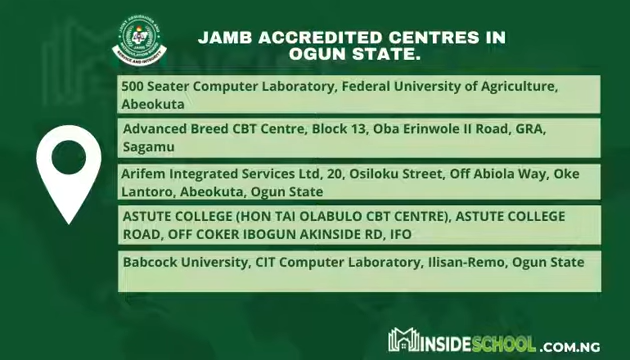 JAMB ACCREDITED CENTRES IN
OGUN STATE.
500 Seater Computer Laboratory, Federal University of Agriculture,
Abeokuta
Advanced Breed CBT Centre, Block 13, Oba Erinwole II Road, GRA,
Sagamu
Arifem Integrated Services Ltd, 20, Osiloku Street, Off Abiola Way, Oke
Lantoro, Abeokuta, Ogun State
ASTUTE COLLEGE (HON TAI OLABULO CBT CENTRE), ASTUTE COLLEGE
ROAD, OFF COKER IBOGUN AKINSIDE RD, IFO
Babcock University, CIT Computer Laboratory, Ilisan-Remo, Ogun State
INSIDESCHOOL.COM.NG